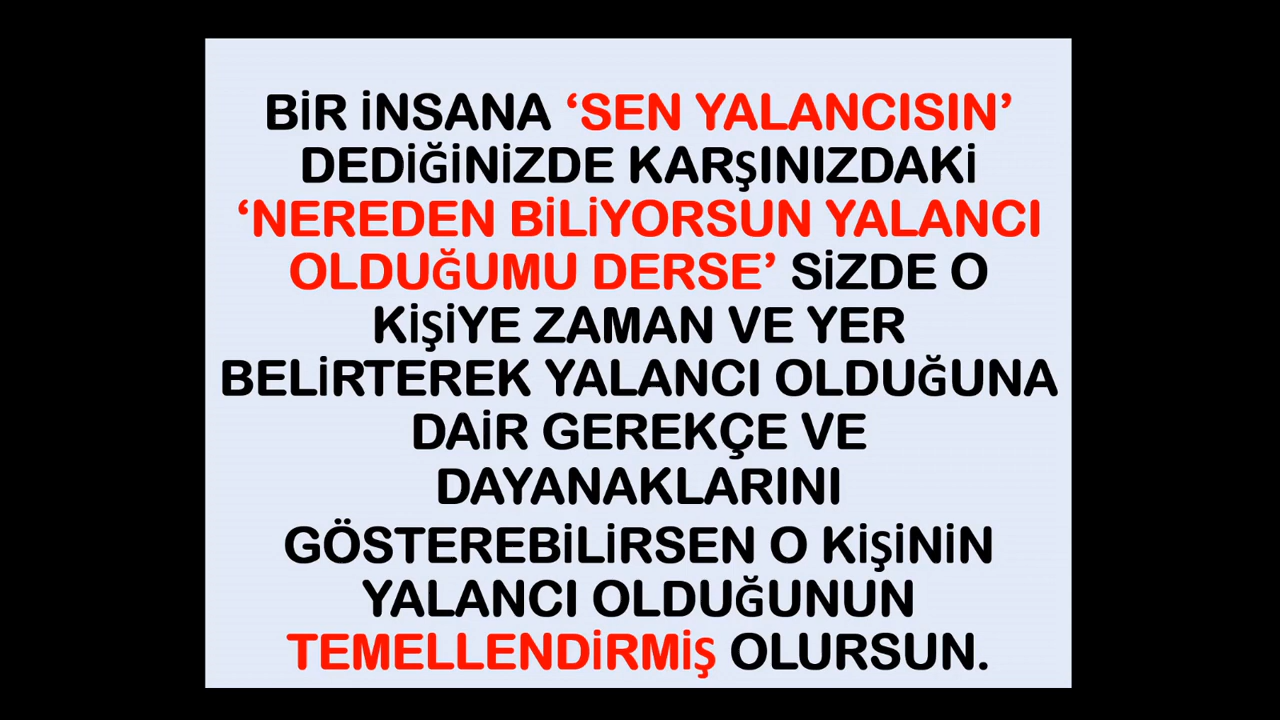 BİR İNSANA ‘SEN YALANCISIN’
DEDİĞİNİZDE KARŞINIZDAKİ
‘NEREDEN BİLİYORSUN YALANCI
OLDUĞUMU DERSE’ SİZDE O
KİŞİYE ZAMAN VE YER
BELİRTEREK YALANCI OLDUĞUNA
DAİR GEREKÇE VE
DAYANAKLARINI
GÖSTEREBİLİRSEN O KİŞİNİN
YALANCI OLDUĞUNUN
TEMELLENDİRMİŞ OLURSUN.